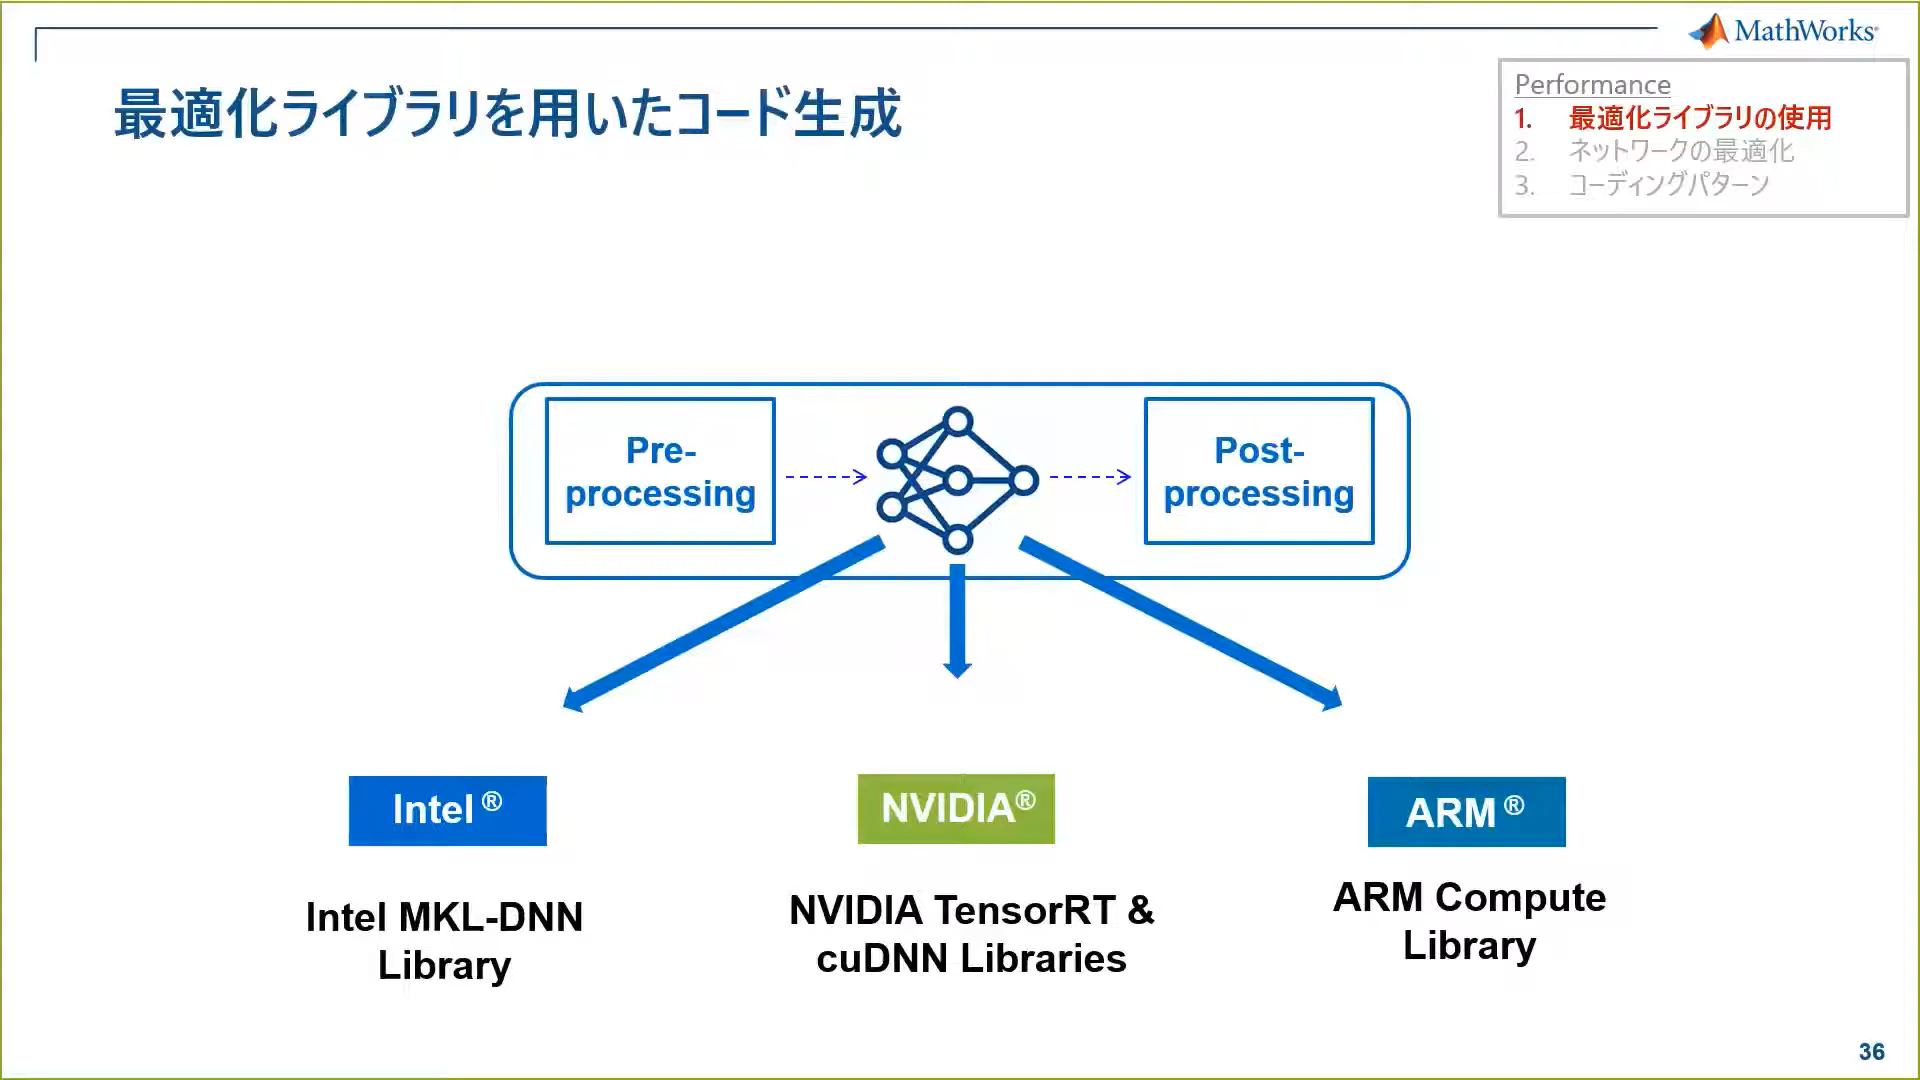 MathWorks®
最適化ライブラリを用いたコード生成
Performance
1. 最適化ライブラリの使用
2. ネットワークの最適化
3. コーディングパターン
Pre-
processing
Post-
processing
Intel ®
NVIDIA®
ARM ®
Intel MKL-DNN
Library
NVIDIA TensorRT &
cuDNN Libraries
ARM Compute
Library
36